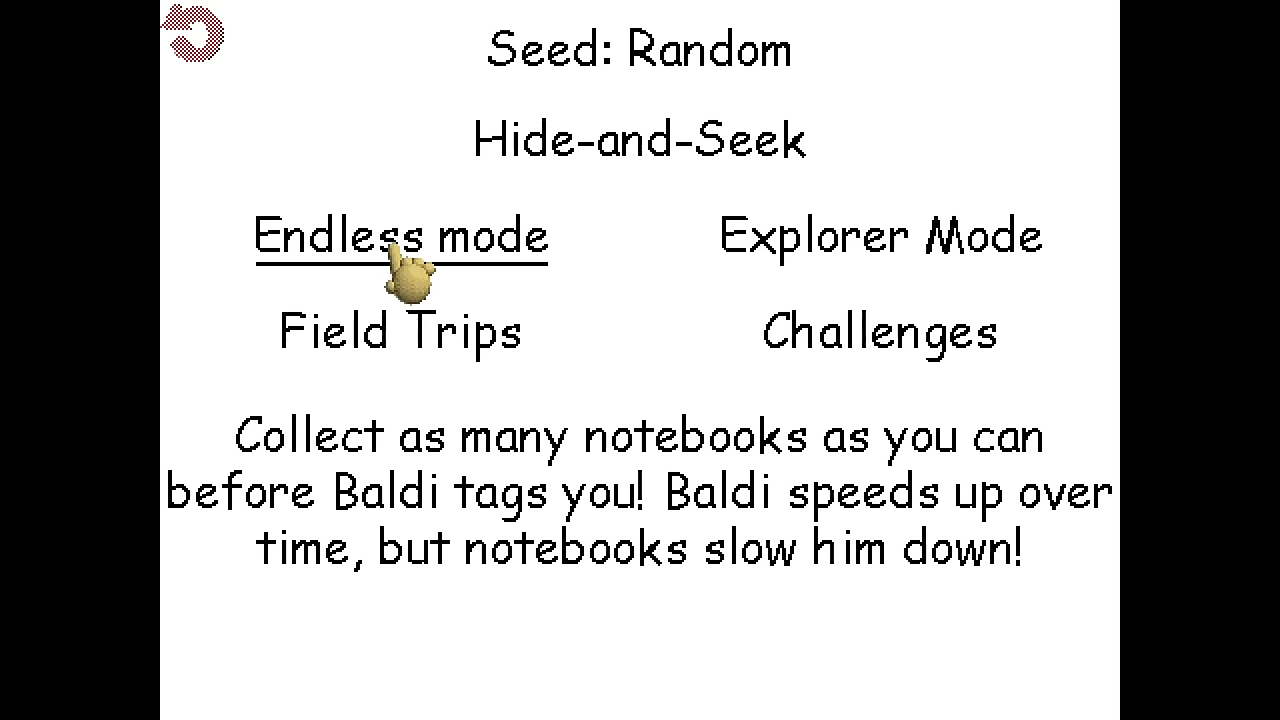 Seed: Random
Hide-and-Seek
Endless mode
Explorer Mode
Field Trips
Challenges
Collect as many notebooks as you can
before Baldi tags you! Baldi speeds up over
time, but notebooks slow him down!